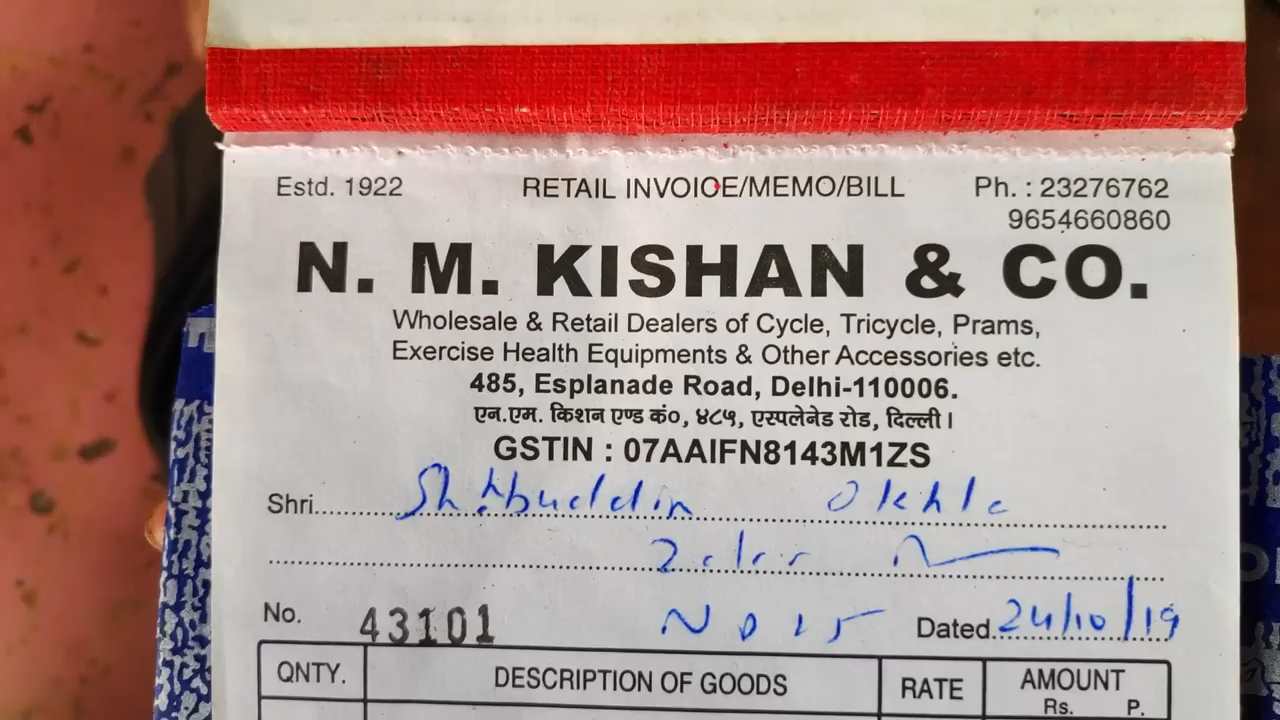 Estd. 1922 RETAIL INVOICE/MEMO/BILL Ph. : 23276762
9654660860
N. M. KISHAN & CO.
Wholesale & Retail Dealers of Cycle, Tricycle, Prams,
Exercise Health Equipments & Other Accessories etc.
485, Esplanade Road, Delhi-110006.
एन.एम. किशन एण्ड कं०, ४८५, एस्पलेनेड रोड, दिल्ली।
GSTIN : 07AAIFN8143M1ZS
Shri Okhla
No. 43101 Dated 24/10/19
QNTY. DESCRIPTION OF GOODS RATE AMOUNT
Rs. P.